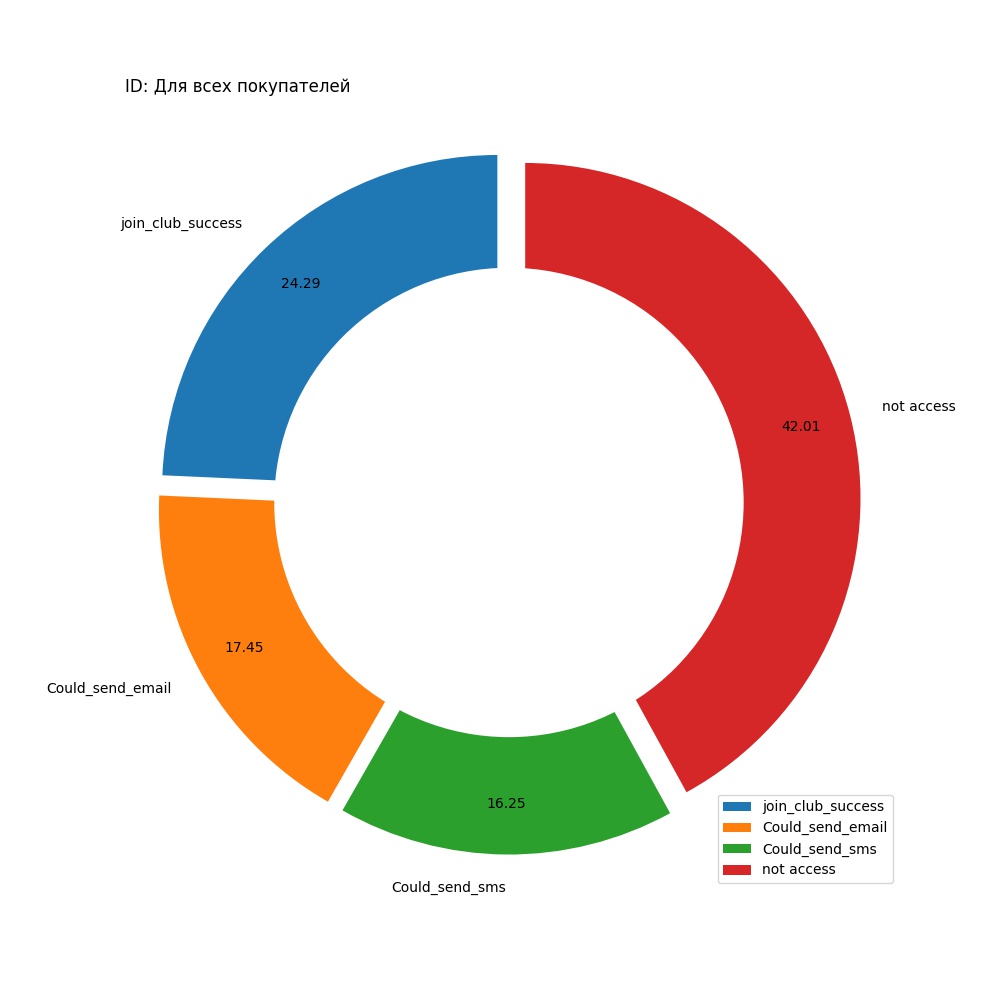 ID: Для всех покупателей
join_club_success
24.29
not access
42.01
17.45
Could_send_email
16.25
Could_send_sms
join_club_success
Could_send_email
Could_send_sms
not access